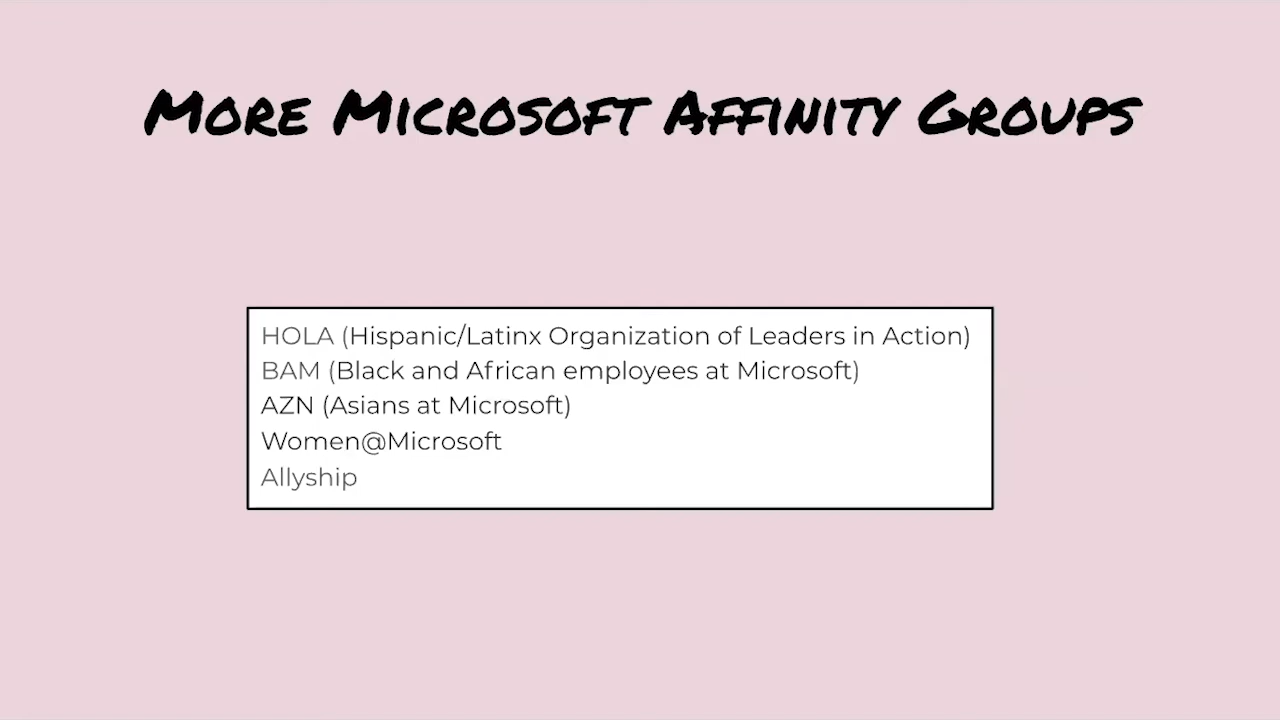 More Microsoft Affinity Groups
HOLA (Hispanic/Latinx Organization of Leaders in Action)
BAM (Black and African employees at Microsoft)
AZN (Asians at Microsoft)
Women@Microsoft
Allyship